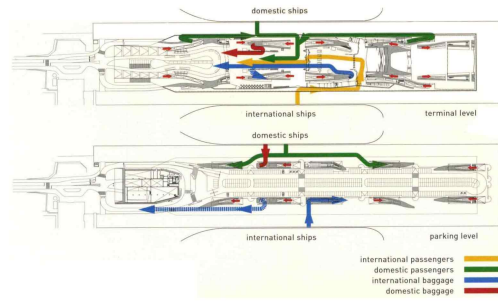 domestic ships
international ships
terminal level
domestic ships
international ships
parking level
international passengers
domestic passengers
international baggage
domestic baggage